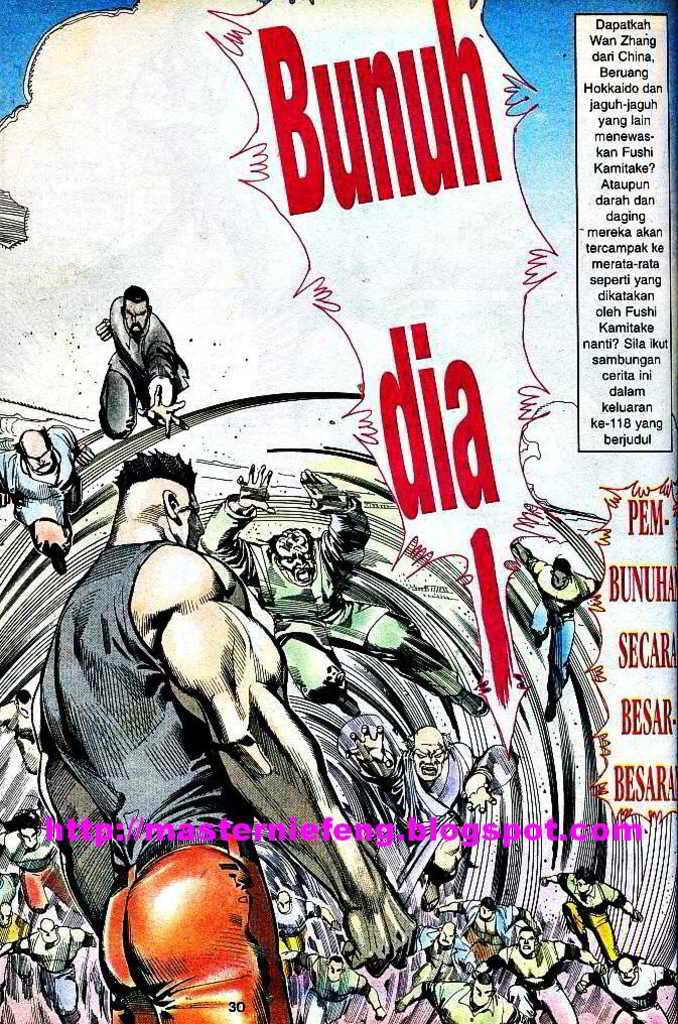 Bunuh
dia
!
Dapatkah
Wan Zhang
dari China,
Beruang
Hokkaido dan
jaguh-jaguh
yang lain
menewas-
kan Fushi
Kamitake?
Ataupun
darah dan
daging
mereka akan
tercampak ke
merata-rata
seperti yang
dikatakan
oleh Fushi
Kamitake
nanti? Sila ikut
sambungan
cerita ini
dalam
keluaran
ke-118 yang
berjudul
PEM-
BUNUHA
SECARA
BESAR-
BESARA
http://masterniefeng.blogspot.com
30